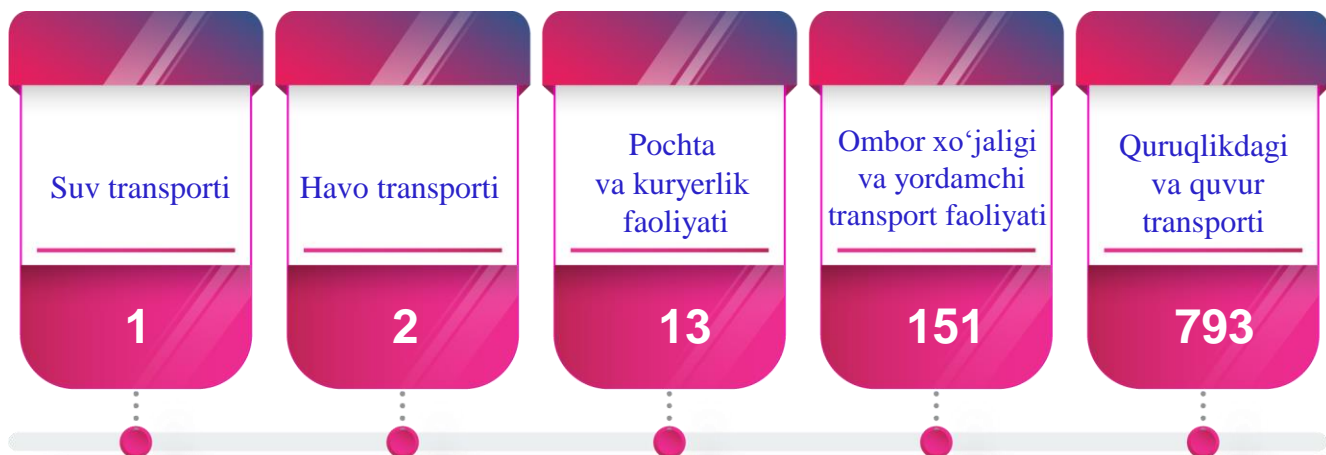 Suv transporti
1
Havo transporti
2
Pochta
va kuryerlik
faoliyati
13
Ombor xo‘jaligi
va yordamchi
transport faoliyati
151
Quruqlikdagi
va quvur
transporti
793